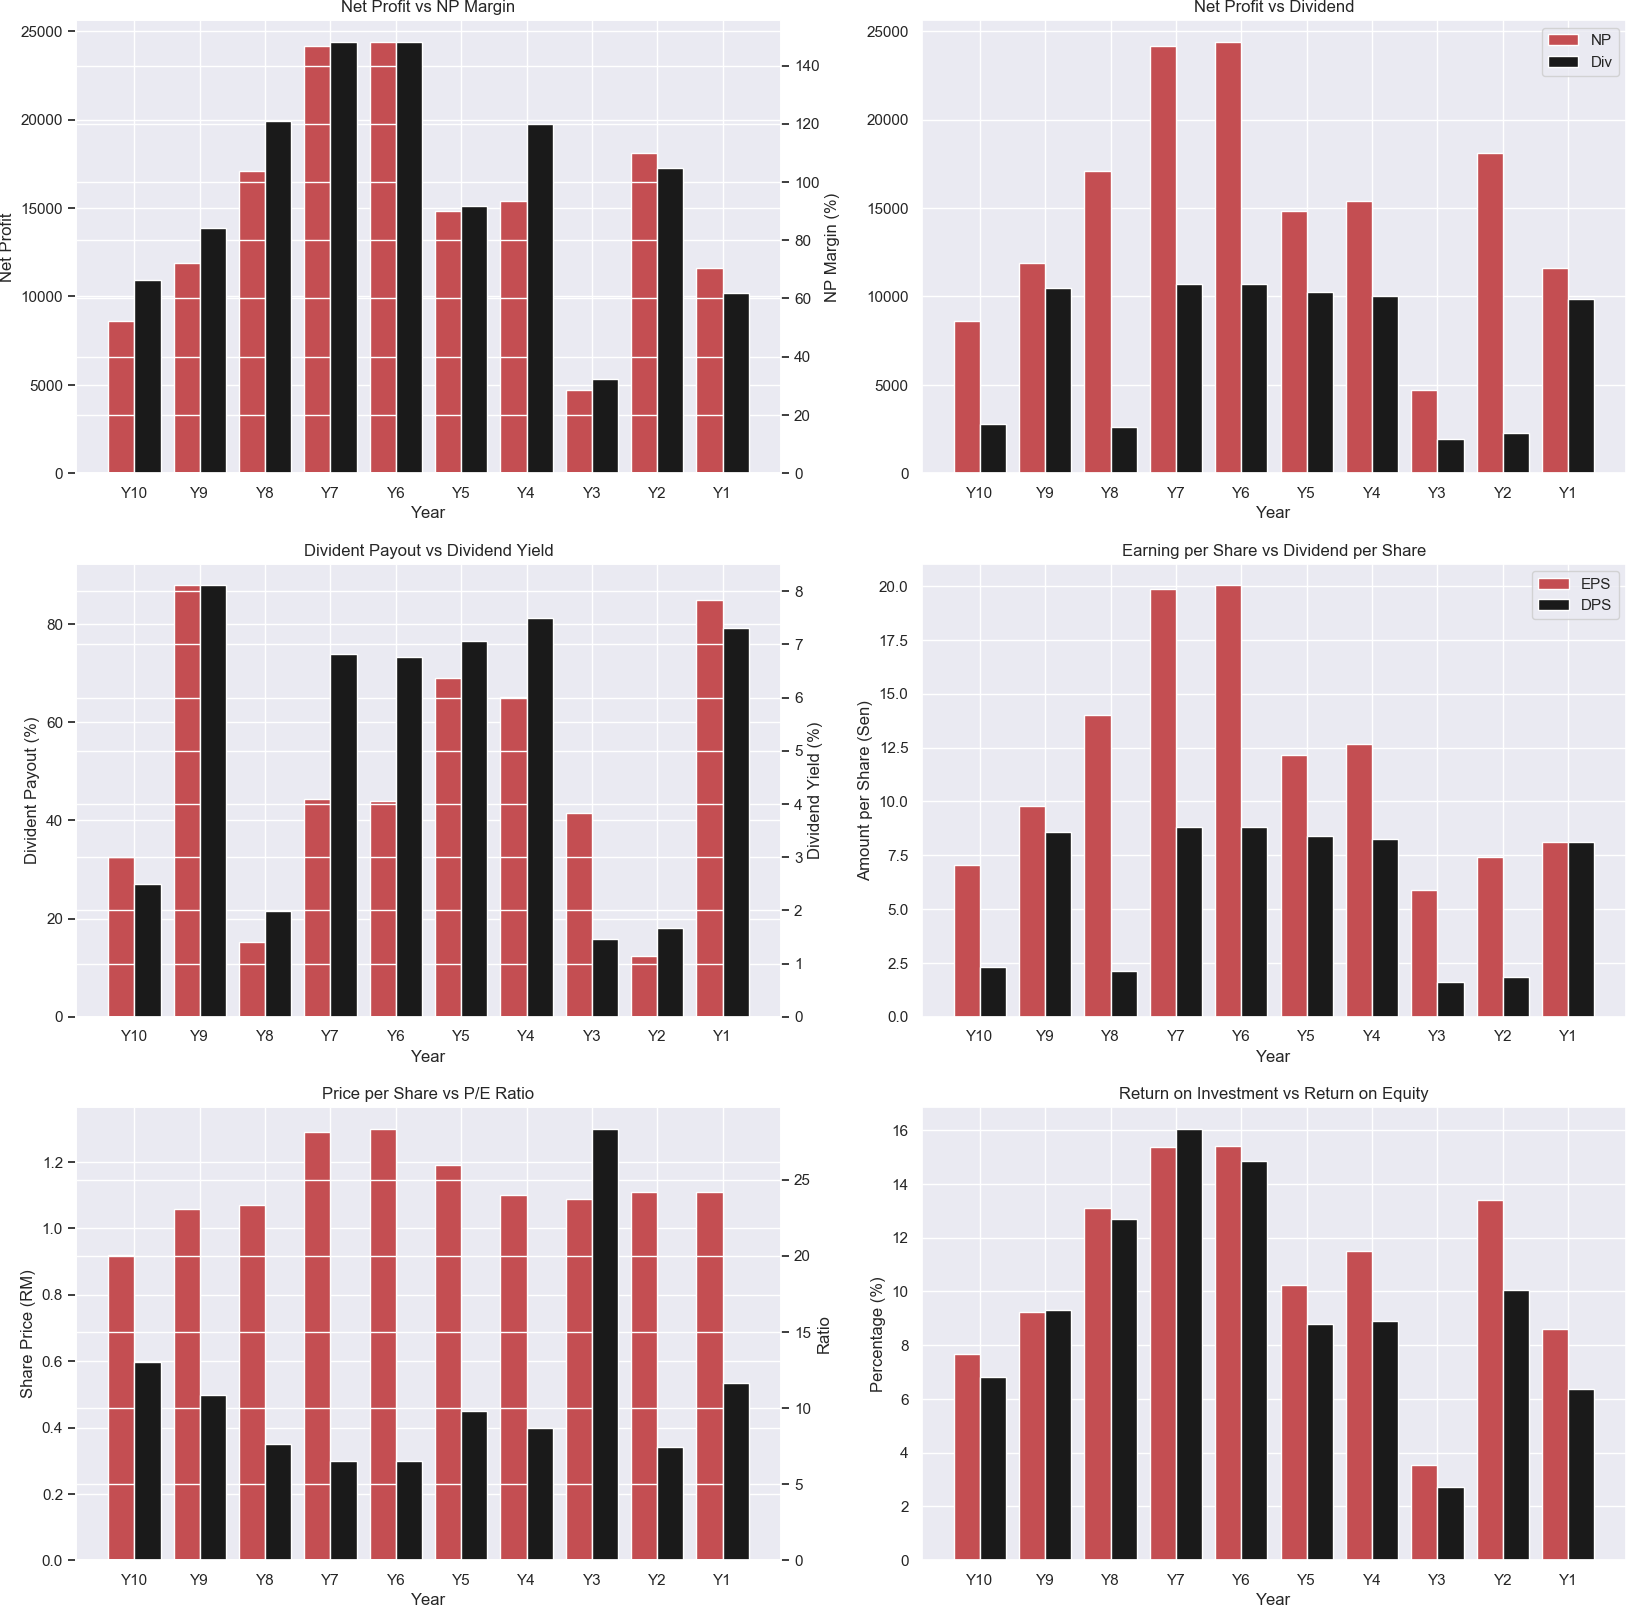 Net Profit vs NP Margin
25000
20000
15000
10000
5000
0
Net Profit
140
120
100
80
60
40
20
0
NP Margin (%)
Y10 Y9 Y8 Y7 Y6 Y5 Y4 Y3 Y2 Y1
Year
Net Profit vs Dividend
NP
Div
25000
20000
15000
10000
5000
0
Y10 Y9 Y8 Y7 Y6 Y5 Y4 Y3 Y2 Y1
Year
Divident Payout vs Dividend Yield
80
60
40
20
0
Divident Payout (%)
8
7
6
5
4
3
2
1
0
Dividend Yield (%)
Y10 Y9 Y8 Y7 Y6 Y5 Y4 Y3 Y2 Y1
Year
Earning per Share vs Dividend per Share
EPS
DPS
20.0
17.5
15.0
12.5
10.0
7.5
5.0
2.5
0.0
Amount per Share (Sen)
Y10 Y9 Y8 Y7 Y6 Y5 Y4 Y3 Y2 Y1
Year
Price per Share vs P/E Ratio
1.2
1.0
0.8
0.6
0.4
0.2
0.0
Share Price (RM)
25
20
15
10
5
0
Ratio
Y10 Y9 Y8 Y7 Y6 Y5 Y4 Y3 Y2 Y1
Year
Return on Investment vs Return on Equity
16
14
12
10
8
6
4
2
0
Percentage (%)
Y10 Y9 Y8 Y7 Y6 Y5 Y4 Y3 Y2 Y1
Year